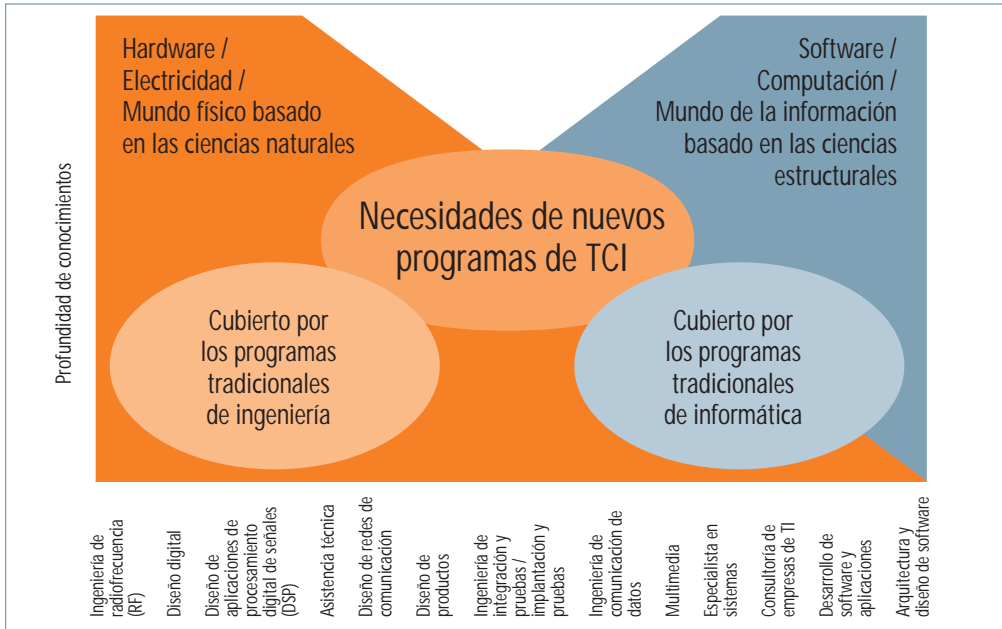 Hardware /
Electricidad /
Mundo físico basado
en las ciencias naturales
Software /
Computación /
Mundo de la información
basado en las ciencias
estructurales
Profundidad de conocimientos
Necesidades de nuevos
programas de TCI
Cubierto por
los programas
tradicionales
de ingeniería
Cubierto por
los programas
tradicionales
de informática
Ingeniería de
radiofrecuencia
(RF)
Diseño digital
Diseño de
aplicaciones de
procesamiento
digital de señales
(DSP)
Asistencia técnica
Diseño de redes de
comunicación
Diseño de
productos
Ingeniería de
integración y
pruebas /
implantación y
pruebas
Ingeniería de
comunicación de
datos
Multimedia
Especialista en
sistemas
Consultoría de
empresas de TI
Desarrollo de
software y
aplicaciones
Arquitectura y
diseño de software